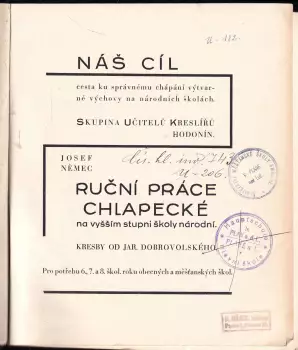 U-112.
NÁŠ CÍL
cesta ku správnému chápání výtvar-
né výchovy na národních školách.
SKUPINA UČITELŮ KRESLÍŘŮ
HODONÍN.
JOSEF
NĚMEC
U-206.
RUČNÍ PRÁCE
CHLAPECKÉ
na vyšším stupni školy národní.
KRESBY OD JAR. DOBROVOLSKÉHO.
Pro potřebu 6., 7. a 8. škol. roku obecných a měšťanských škol.